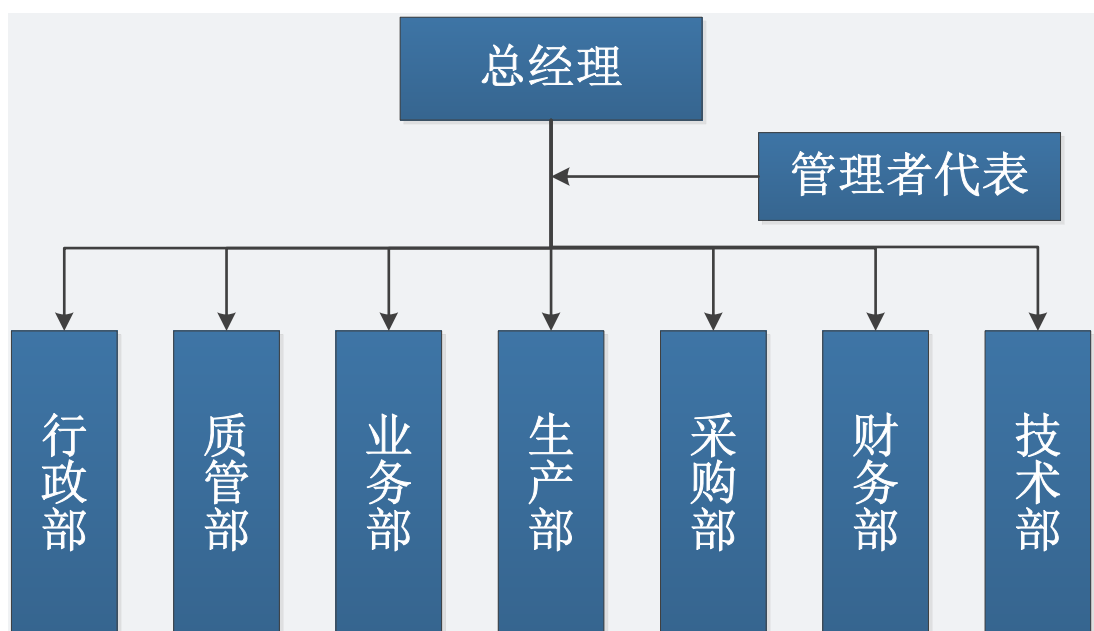 总经理
管理者代表
行政部
质管部
业务部
生产部
采购部
财务部
技术部